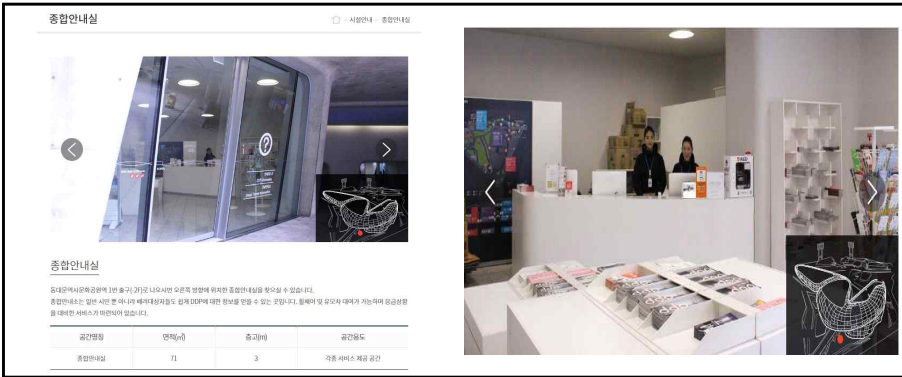 종합안내실
시설안내 - 종합안내실
종합안내실
동대문역사문화공원역 1번 출구( 2F)로 나오시면 오른쪽 방향에 위치한 종합안내실을 찾으실 수 있습니다.
종합안내소는 일반 시민 뿐 아니라 배려대상자들도 쉽게 DDP에 대한 정보를 얻을 수 있는 곳입니다. 휠체어 및 유모차 대여가 가능하며 응급상황
을 대비한 서비스가 마련되어 있습니다.
공간명칭 면적(㎡) 층고(m) 공간용도
종합안내실 71 3 각종 서비스 제공 공간
AED